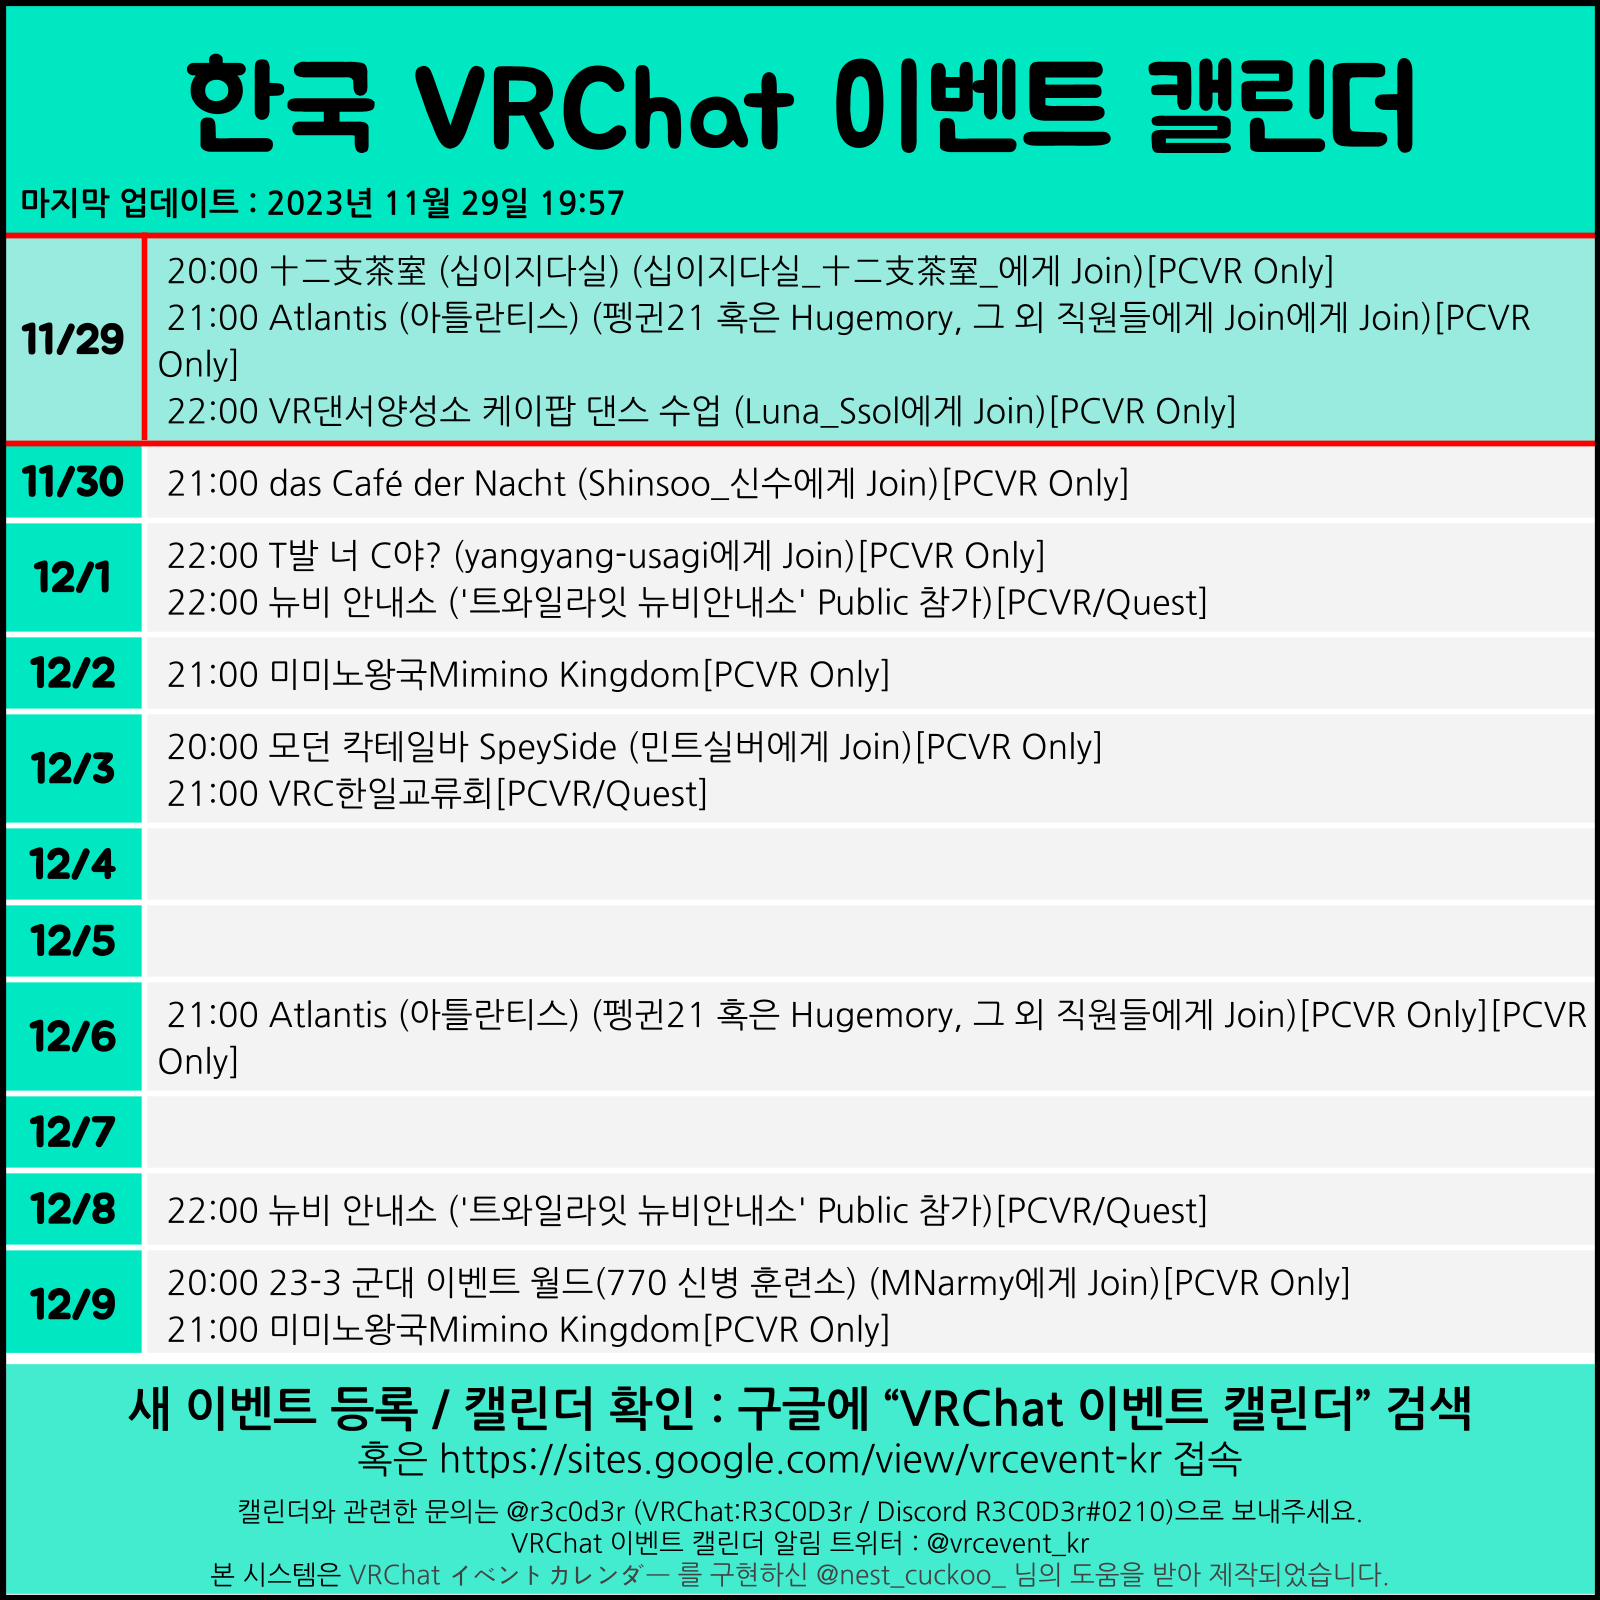 한국 VRChat 이벤트 캘린더
마지막 업데이트 : 2023년 11월 29일 19:57
11/29
20:00 十二支茶室 (십이지다실) (십이지다실_十二支茶室_에게 Join)[PCVR Only]
21:00 Atlantis (아틀란티스) (펭귄21 혹은 Hugemory, 그 외 직원들에게 Join에게 Join)[PCVR
Only]
22:00 VR댄서양성소 케이팝 댄스 수업 (Luna_Ssol에게 Join)[PCVR Only]
11/30
21:00 das Café der Nacht (Shinsoo_신수에게 Join)[PCVR Only]
12/1
22:00 T발 너 C야? (yangyang-usagi에게 Join)[PCVR Only]
22:00 뉴비 안내소 ('트와일라잇 뉴비안내소' Public 참가)[PCVR/Quest]
12/2
21:00 미미노왕국Mimino Kingdom[PCVR Only]
12/3
20:00 모던 칵테일바 SpeySide (민트실버에게 Join)[PCVR Only]
21:00 VRC한일교류회[PCVR/Quest]
12/4
12/5
12/6
21:00 Atlantis (아틀란티스) (펭귄21 혹은 Hugemory, 그 외 직원들에게 Join)[PCVR Only][PCVR
Only]
12/7
12/8
22:00 뉴비 안내소 ('트와일라잇 뉴비안내소' Public 참가)[PCVR/Quest]
12/9
20:00 23-3 군대 이벤트 월드(770 신병 훈련소) (MNarmy에게 Join)[PCVR Only]
21:00 미미노왕국Mimino Kingdom[PCVR Only]
새 이벤트 등록 / 캘린더 확인 : 구글에 “VRChat 이벤트 캘린더” 검색
혹은 https://sites.google.com/view/vrcevent-kr 접속
캘린더와 관련한 문의는 @r3c0d3r (VRChat:R3C0D3r / Discord R3C0D3r#0210)으로 보내주세요.
VRChat 이벤트 캘린더 알림 트위터 : @vrcevent_kr
본 시스템은 VRChat イベントカレンダー 를 구현하신 @nest_cuckoo_ 님의 도움을 받아 제작되었습니다.